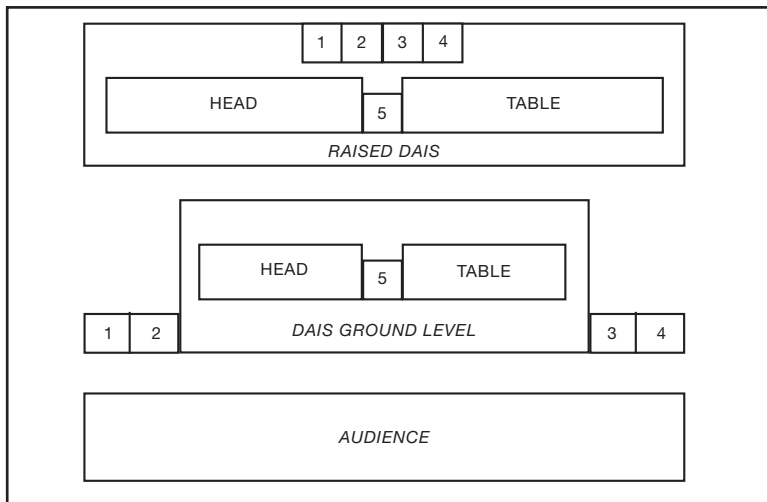 1 2 3 4
HEAD 5 TABLE
RAISED DAIS
HEAD 5 TABLE
1 2 DAIS GROUND LEVEL 3 4
AUDIENCE